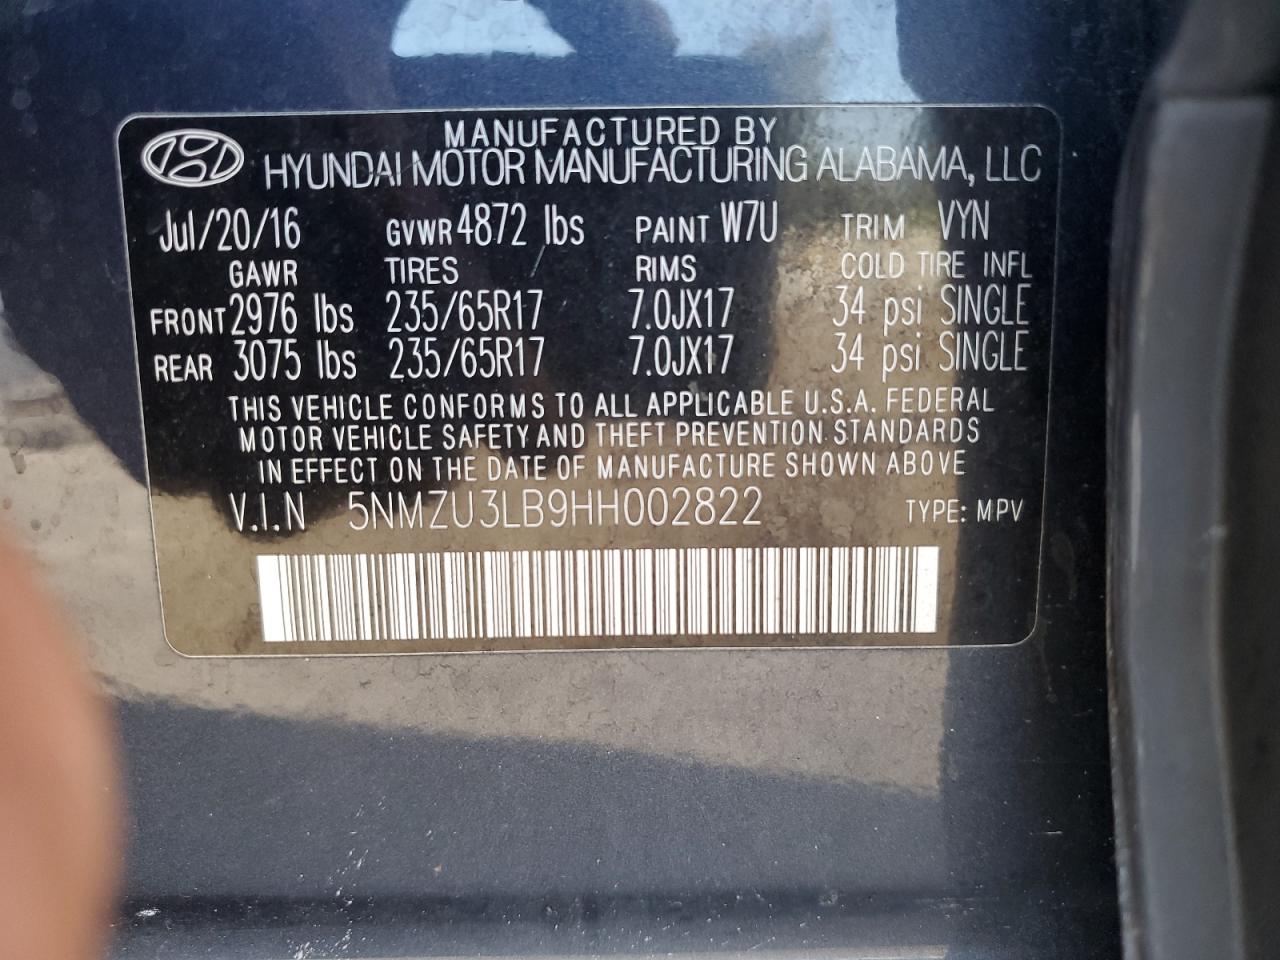 MANUFACTURED BY
HYUNDAI MOTOR MANUFACTURING ALABAMA, LLC
Jul/20/16 GVWR 4872 lbs PAINT W7U TRIM VYN
GAWR TIRES RIMS COLD TIRE INFL
FRONT 2976 lbs 235/65R17 7.0JX17 34 psi SINGLE
REAR 3075 lbs 235/65R17 7.0JX17 34 psi SINGLE
THIS VEHICLE CONFORMS TO ALL APPLICABLE U.S.A. FEDERAL
MOTOR VEHICLE SAFETY AND THEFT PREVENTION STANDARDS
IN EFFECT ON THE DATE OF MANUFACTURE SHOWN ABOVE
V.I.N 5NMZU3LB9HH002822 TYPE: MPV